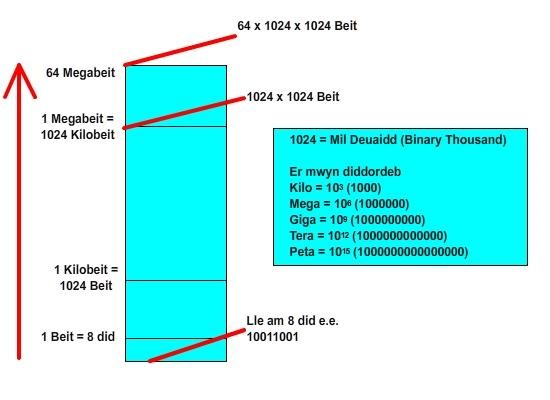 64 x 1024 x 1024 Beit
64 Megabeit
1024 x 1024 Beit
1 Megabeit =
1024 Kilobeit
1024 = Mil Deuaidd (Binary Thousand)
Er mwyn diddordeb
Kilo = 10³ (1000)
Mega = 10⁶ (1000000)
Giga = 10⁹ (1000000000)
Tera = 10¹² (1000000000000)
Peta = 10¹⁵ (1000000000000000)
1 Kilobeit =
1024 Beit
Lle am 8 did e.e.
10011001
1 Beit = 8 did